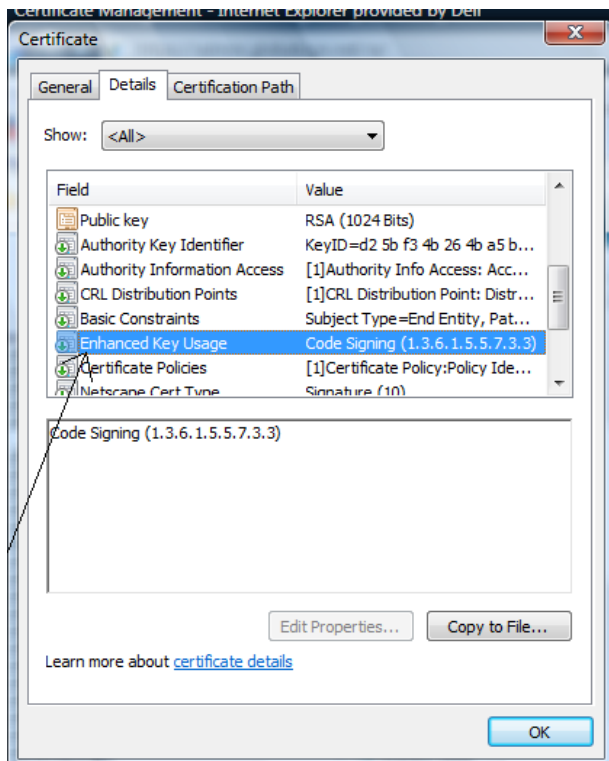 Certificate Management - Internet Explorer provided by Dell
Certificate
General Details Certification Path
Show: <All>
Field Value
Public key RSA (1024 Bits)
Authority Key Identifier KeyID=d2 5b f3 4b 26 4b a5 b...
Authority Information Access [1]Authority Info Access: Acc...
CRL Distribution Points [1]CRL Distribution Point: Distr...
Basic Constraints Subject Type=End Entity, Pat...
Enhanced Key Usage Code Signing (1.3.6.1.5.5.7.3.3)
Certificate Policies [1]Certificate Policy:Policy Ide...
Netscape Cert Type Signature (10)
Code Signing (1.3.6.1.5.5.7.3.3)
Edit Properties... Copy to File...
Learn more about certificate details
OK